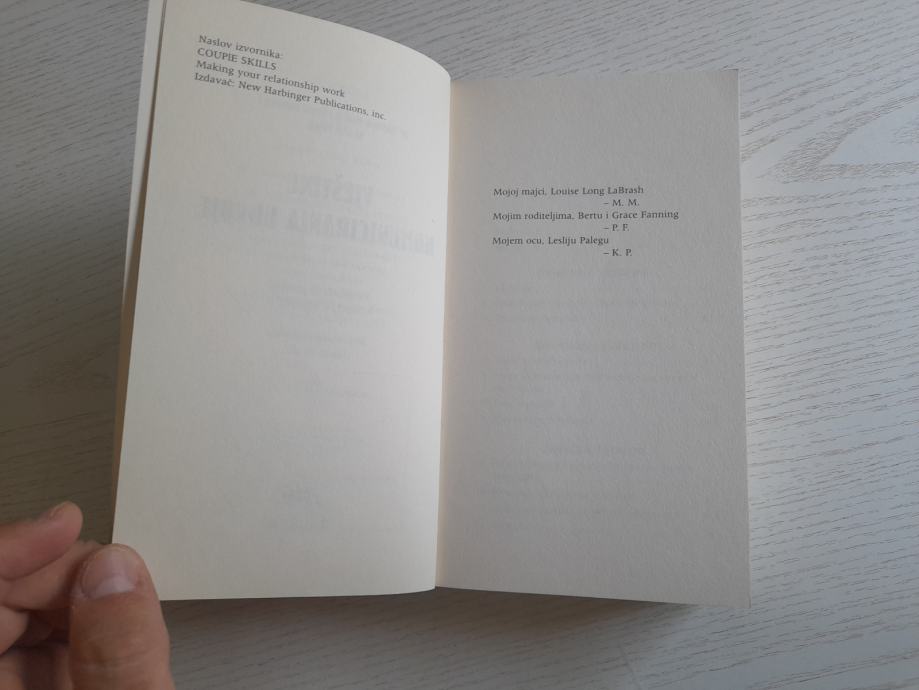 Naslov izvornika:
COUPIE SKILLS
Making your relationship work
Izdavač: New Harbinger Publications, inc.
Mojoj majci, Louise Long LaBrash
– M. M.
Mojim roditeljima, Bertu i Grace Fanning
– P. F.
Mojem ocu, Lesliju Palegu
– K. P.